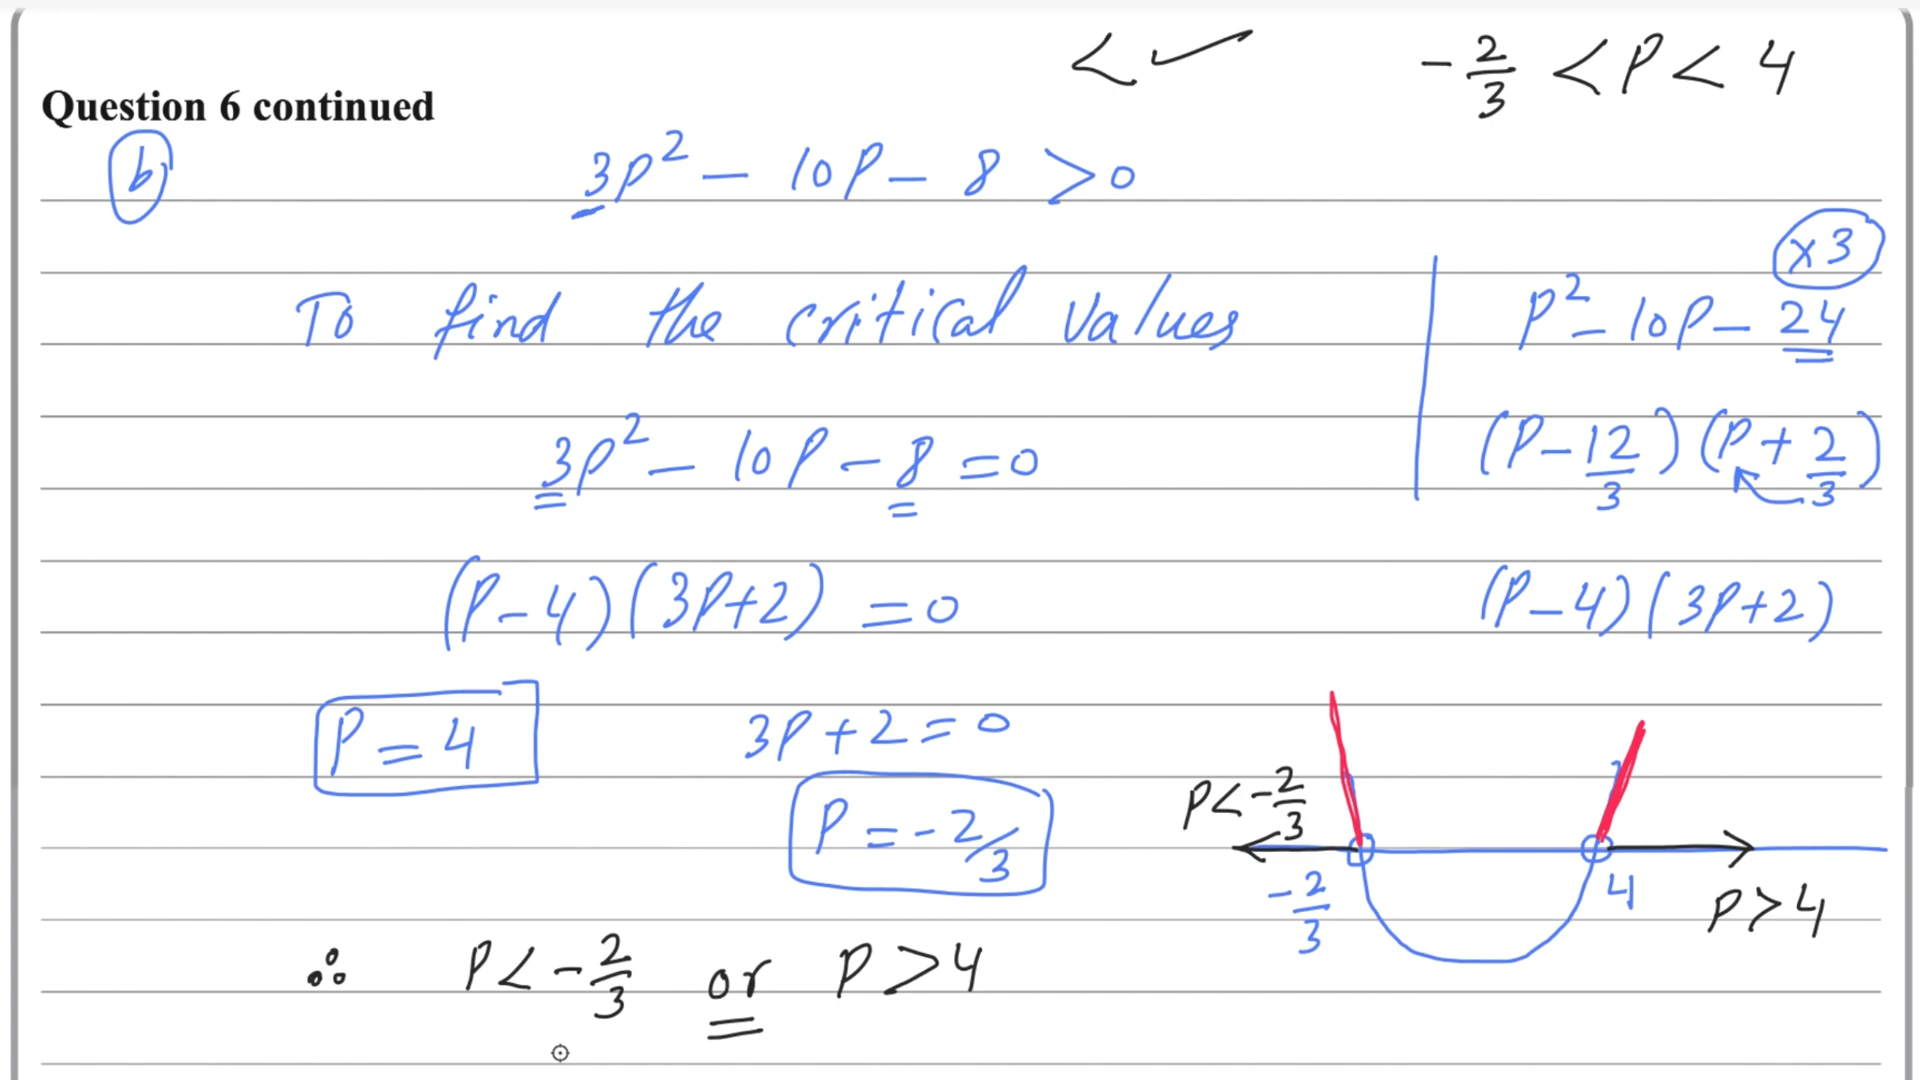 < ✓ -2/3 < P < 4
Question 6 continued
(b) 3P² - 10P - 8 > 0
To find the critical values
3P² - 10P - 8 = 0
(P-4)(3P+2) = 0
P = 4
3P + 2 = 0
P = -2/3
∴ P < -2/3 or P > 4
×3
P² - 10P - 24
(P - 12/3)(P + 2/3)
(P-4)(3P+2)
P < -2/3
-2/3
4
P > 4